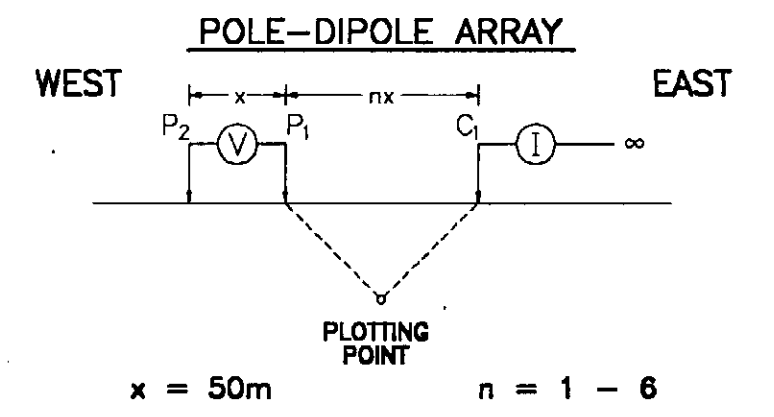 POLE-DIPOLE ARRAY
WEST
EAST
x
nx
P2
P1
C1
V
I
∞
PLOTTING
POINT
x = 50m
n = 1 - 6